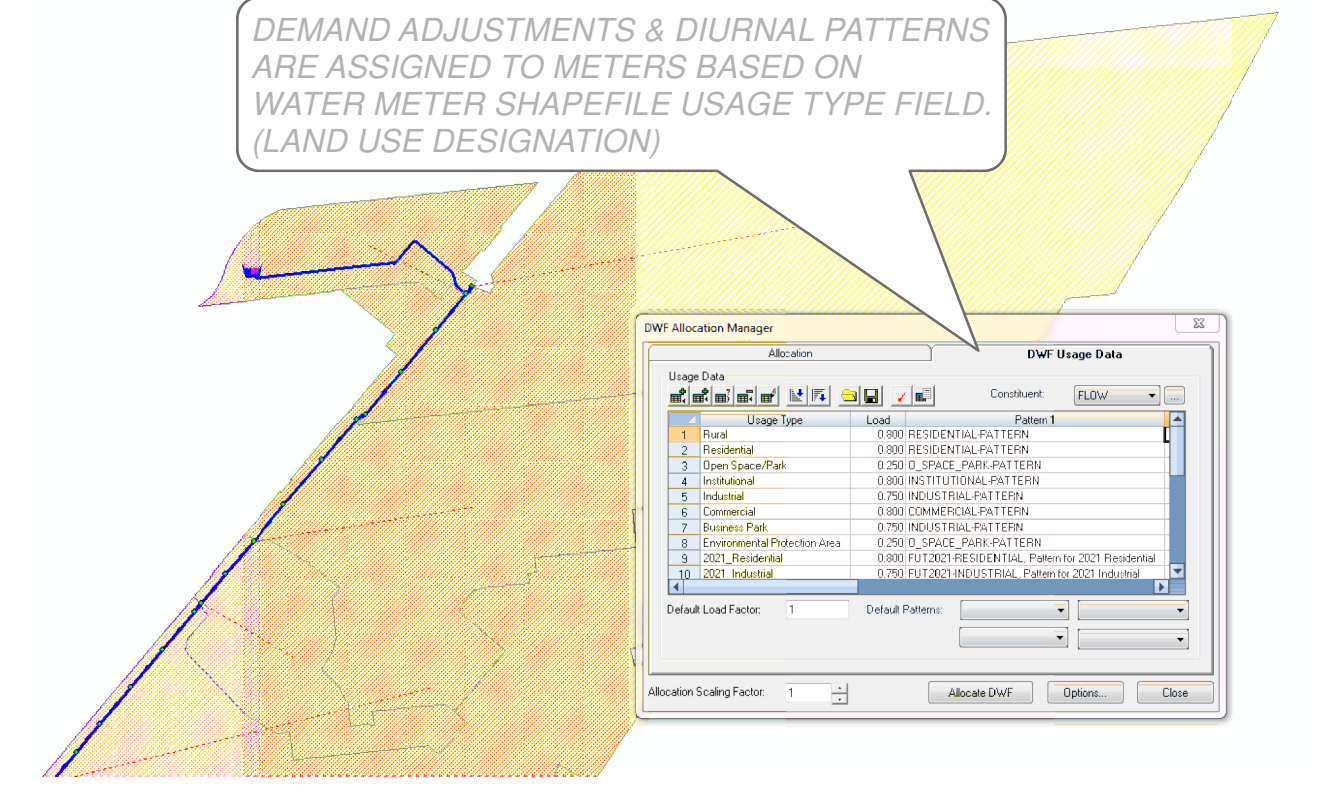 DEMAND ADJUSTMENTS & DIURNAL PATTERNS
ARE ASSIGNED TO METERS BASED ON
WATER METER SHAPEFILE USAGE TYPE FIELD.
(LAND USE DESIGNATION)
DWF Allocation Manager
Allocation DWF Usage Data
Usage Data
Constituent: FLOW ...
Usage Type Load Pattern 1
1 Rural 0.800 RESIDENTIAL-PATTERN
2 Residential 0.800 RESIDENTIAL-PATTERN
3 Open Space/Park 0.250 O_SPACE_PARK-PATTERN
4 Institutional 0.800 INSTITUTIONAL-PATTERN
5 Industrial 0.750 INDUSTRIAL-PATTERN
6 Commercial 0.800 COMMERCIAL-PATTERN
7 Business Park 0.750 INDUSTRIAL-PATTERN
8 Environmental Protection Area 0.250 O_SPACE_PARK-PATTERN
9 2021_Residential 0.800 FUT2021-RESIDENTIAL, Pattern for 2021 Residential
10 2021_Industrial 0.750 FUT2021-INDUSTRIAL, Pattern for 2021 Industrial
Default Load Factor: 1 Default Patterns:
Allocation Scaling Factor: 1 Allocate DWF Options... Close